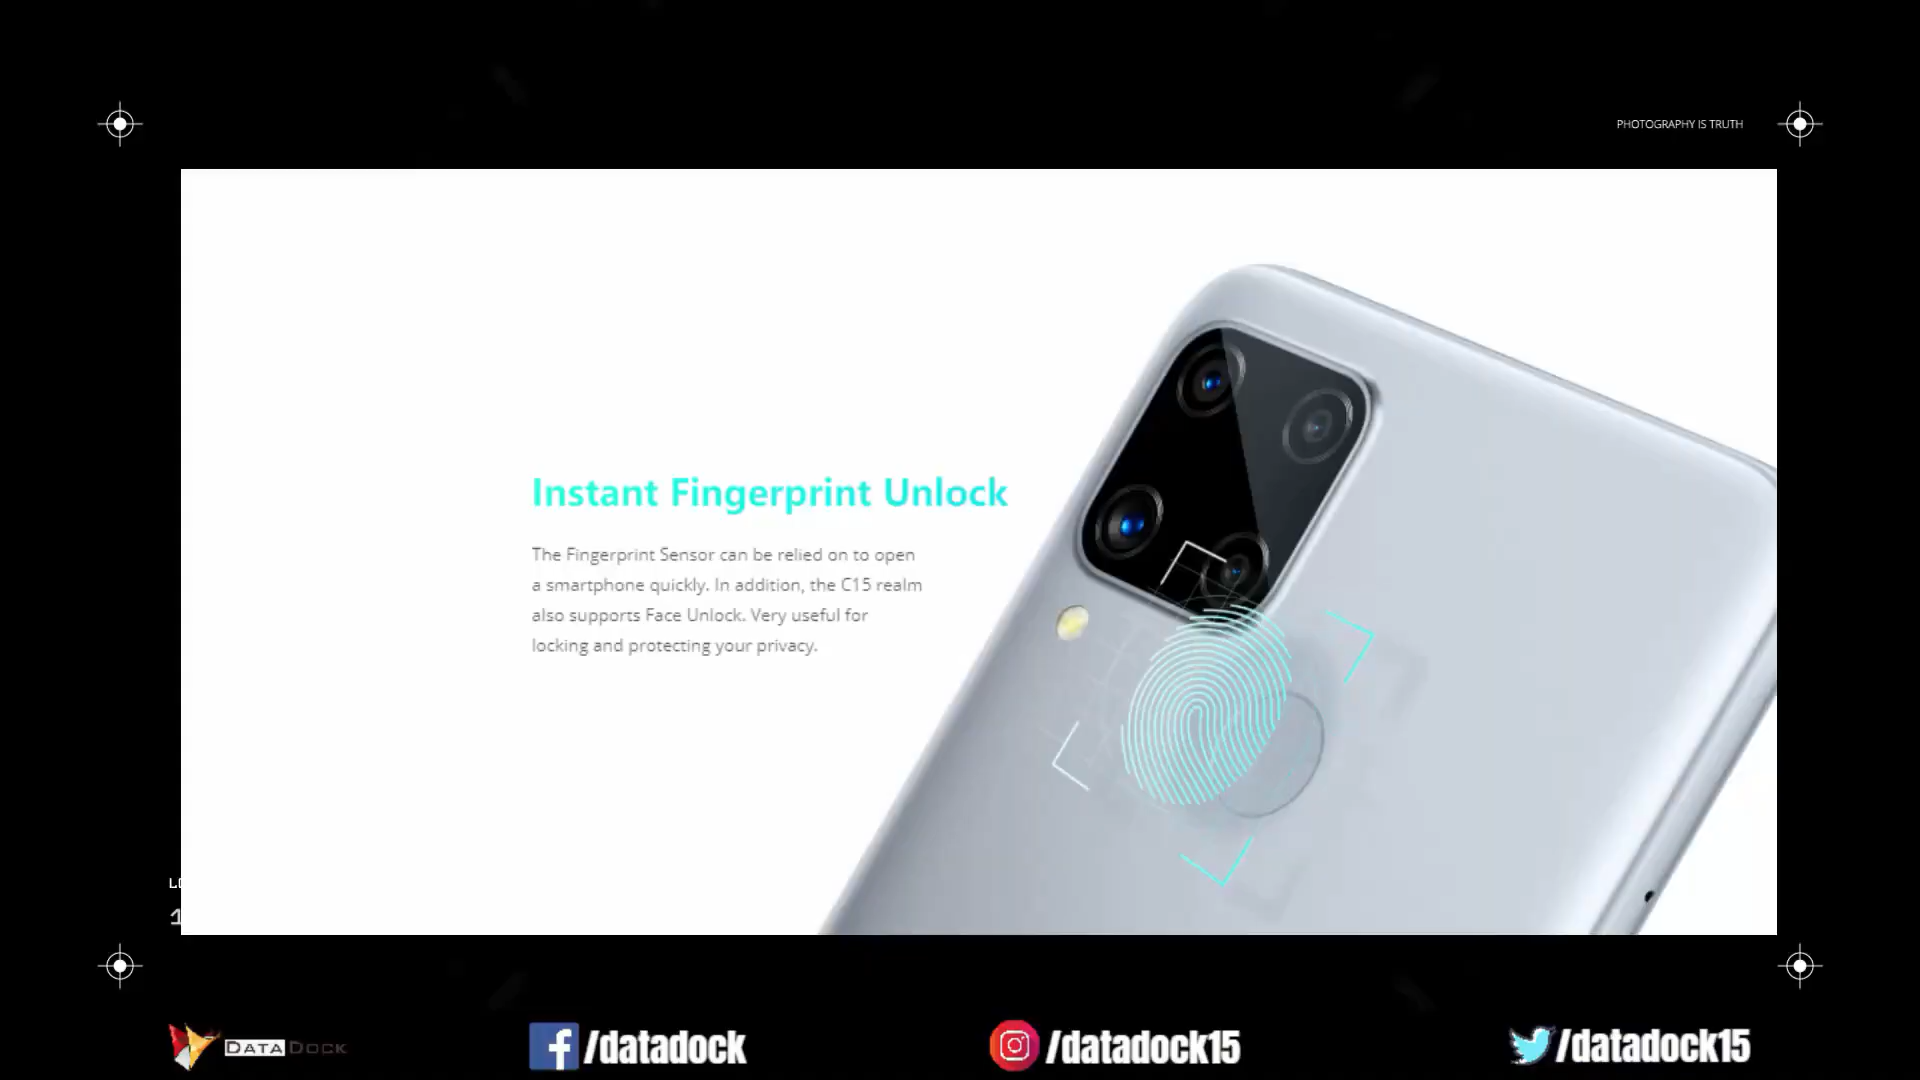 PHOTOGRAPHY IS TRUTH
Instant Fingerprint Unlock
The Fingerprint Sensor can be relied on to open
a smartphone quickly. In addition, the C15 realm
also supports Face Unlock. Very useful for
locking and protecting your privacy.
DATA DOCK
/datadock
/datadock15
/datadock15